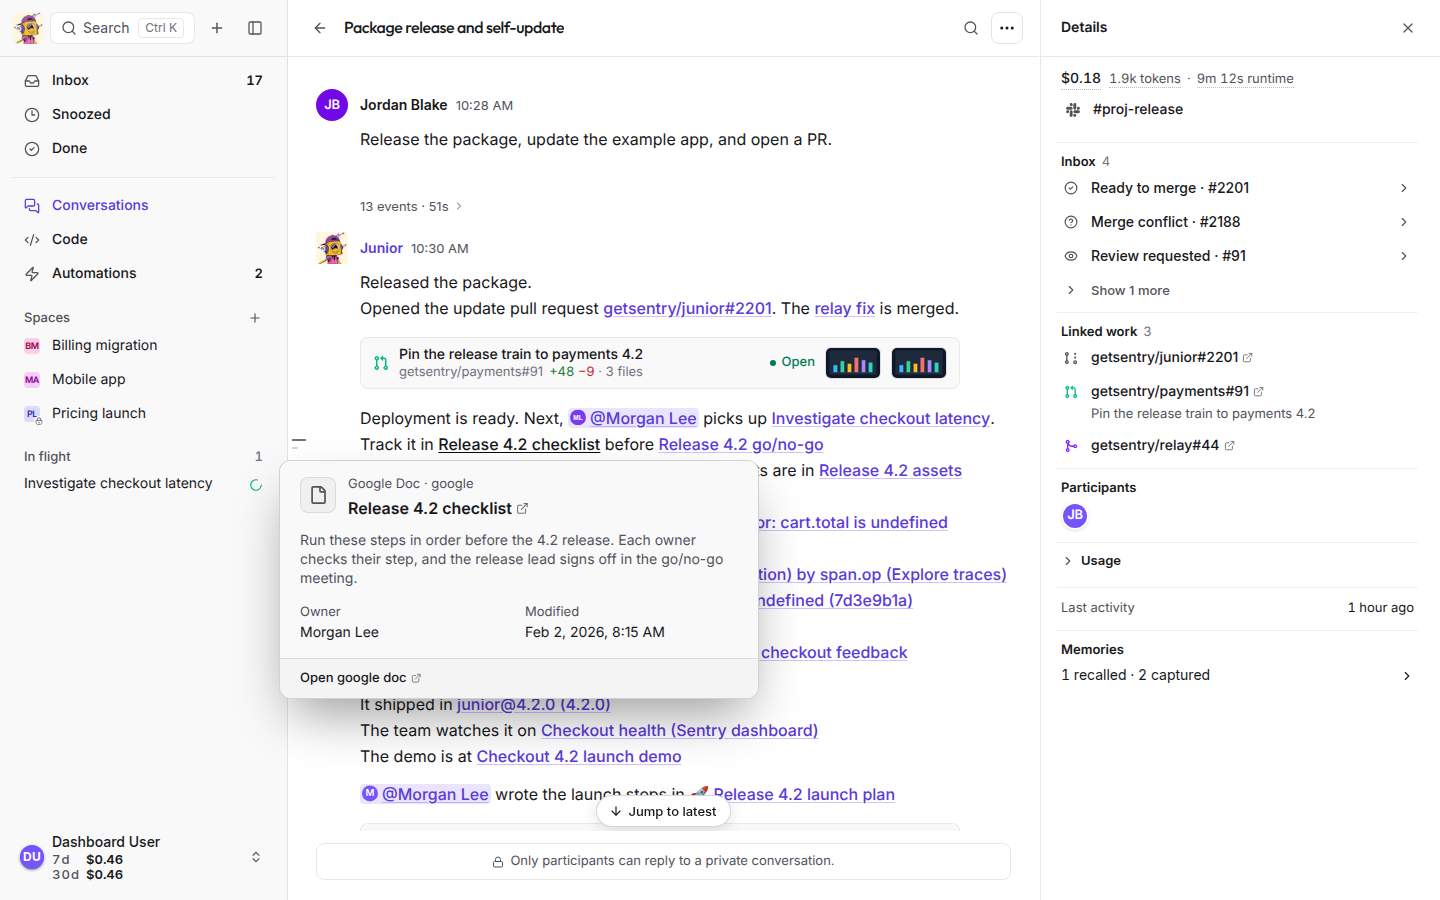 Search Ctrl K
Inbox 17
Snoozed
Done
Conversations
Code
Automations 2
Spaces
BM Billing migration
MA Mobile app
PL Pricing launch
In flight 1
Investigate checkout latency
DU Dashboard User
7d $0.46
30d $0.46
Package release and self-update
JB Jordan Blake 10:28 AM
Release the package, update the example app, and open a PR.
13 events · 51s
Junior 10:30 AM
Released the package.
Opened the update pull request getsentry/junior#2201. The relay fix is merged.
Pin the release train to payments 4.2
getsentry/payments#91 +48 −9 · 3 files
Open
Deployment is ready. Next, ML @Morgan Lee picks up Investigate checkout latency.
Track it in Release 4.2 checklist before Release 4.2 go/no-go
s are in Release 4.2 assets
or: cart.total is undefined
tion) by span.op (Explore traces)
ndefined (7d3e9b1a)
checkout feedback
Google Doc · google
Release 4.2 checklist
Run these steps in order before the 4.2 release. Each owner
checks their step, and the release lead signs off in the go/no-go
meeting.
Owner Modified
Morgan Lee Feb 2, 2026, 8:15 AM
Open google doc
It shipped in junior@4.2.0 (4.2.0)
The team watches it on Checkout health (Sentry dashboard)
The demo is at Checkout 4.2 launch demo
M @Morgan Lee wrote the launch steps in 🚀 Release 4.2 launch plan
Jump to latest
Only participants can reply to a private conversation.
Details
$0.18 1.9k tokens · 9m 12s runtime
#proj-release
Inbox 4
Ready to merge · #2201
Merge conflict · #2188
Review requested · #91
Show 1 more
Linked work 3
getsentry/junior#2201
getsentry/payments#91
Pin the release train to payments 4.2
getsentry/relay#44
Participants
JB
Usage
Last activity 1 hour ago
Memories
1 recalled · 2 captured